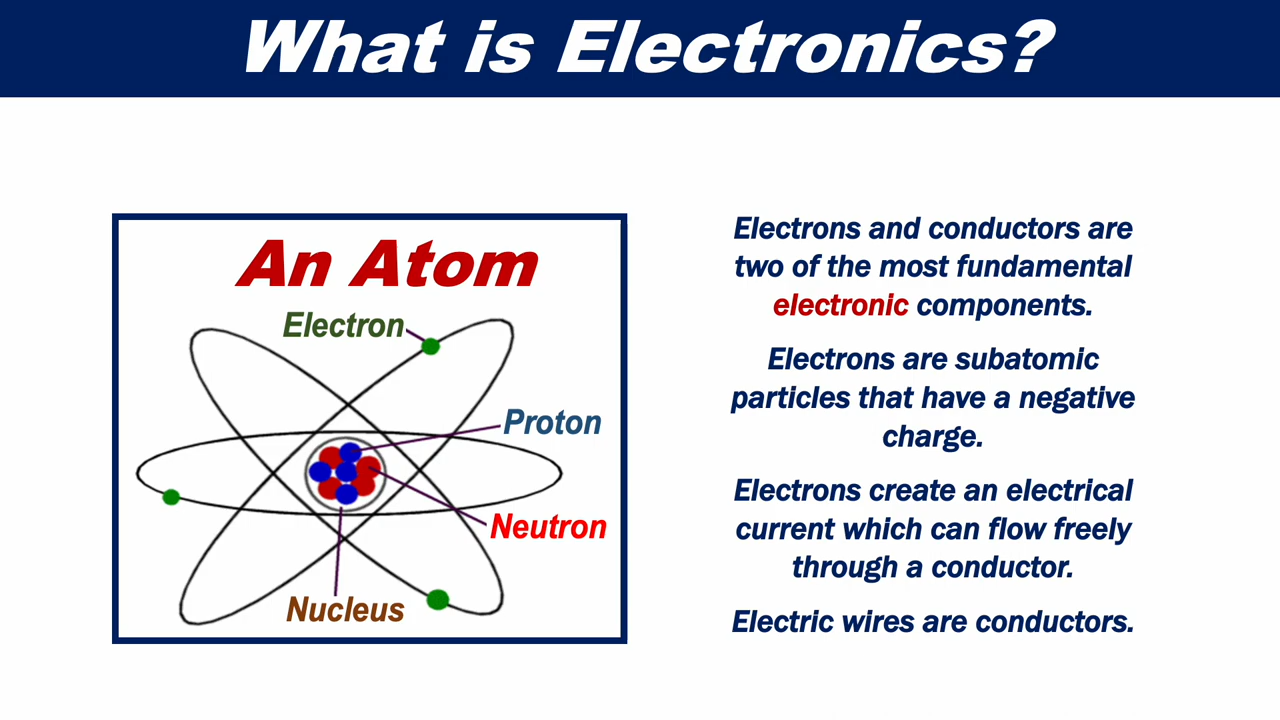 What is Electronics?
An Atom
Electron
Proton
Neutron
Nucleus
Electrons and conductors are
two of the most fundamental
electronic components.
Electrons are subatomic
particles that have a negative
charge.
Electrons create an electrical
current which can flow freely
through a conductor.
Electric wires are conductors.